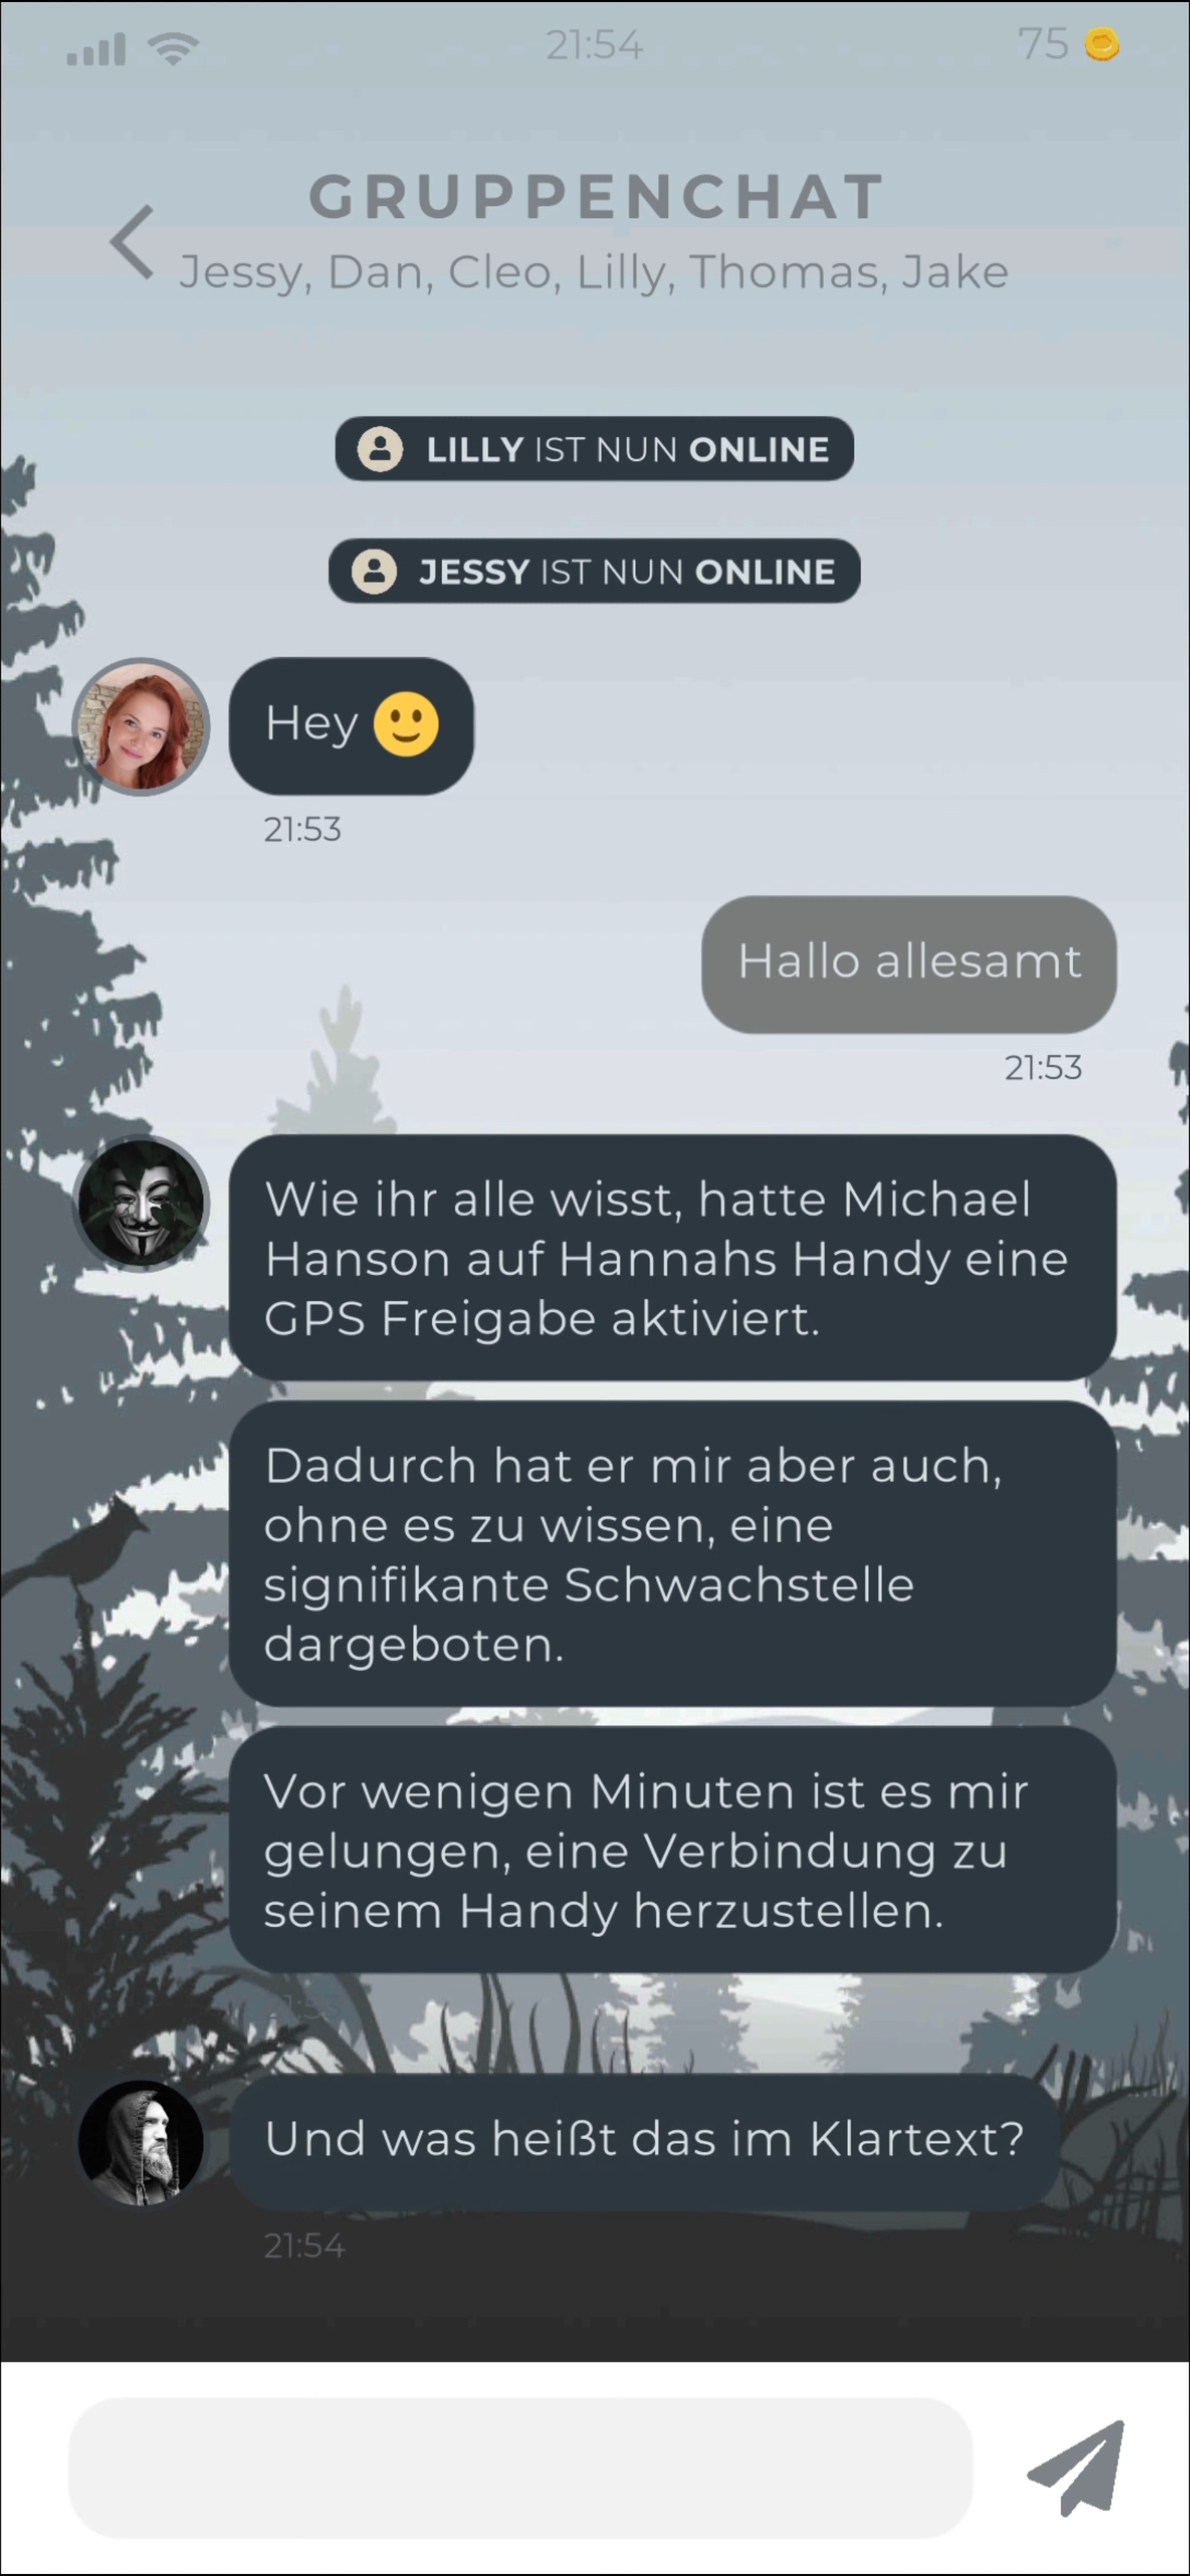 21:54
75
GRUPPENCHAT
Jessy, Dan, Cleo, Lilly, Thomas, Jake
LILLY IST NUN ONLINE
JESSY IST NUN ONLINE
Hey 🙂
21:53
Hallo allesamt
21:53
Wie ihr alle wisst, hatte Michael
Hanson auf Hannahs Handy eine
GPS Freigabe aktiviert.
Dadurch hat er mir aber auch,
ohne es zu wissen, eine
signifikante Schwachstelle
dargeboten.
Vor wenigen Minuten ist es mir
gelungen, eine Verbindung zu
seinem Handy herzustellen.
Und was heißt das im Klartext?
21:54